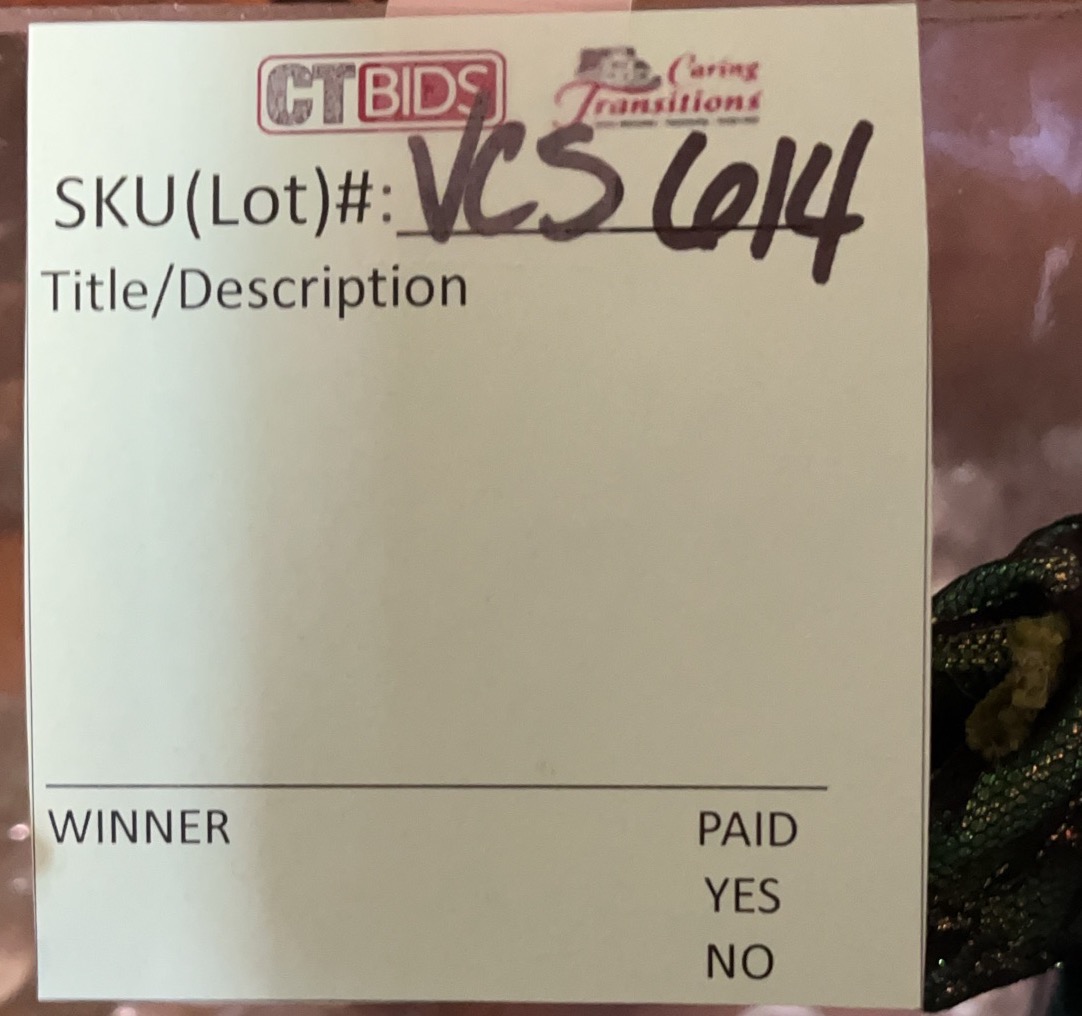 CTBIDS Caring Transitions
SKU(Lot)#: VCS 614
Title/Description
WINNER PAID
YES
NO